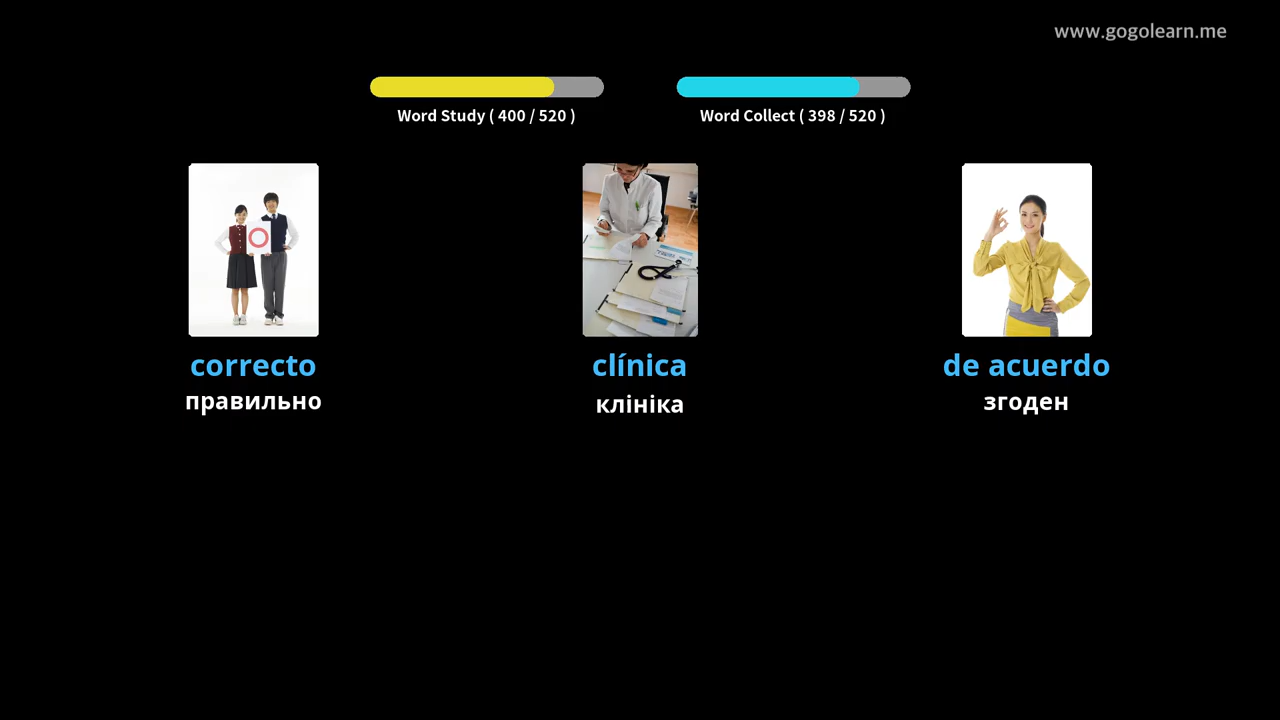 www.gogolearn.me
Word Study ( 400 / 520 )
Word Collect ( 398 / 520 )
correcto
правильно
clínica
клініка
de acuerdo
згоден